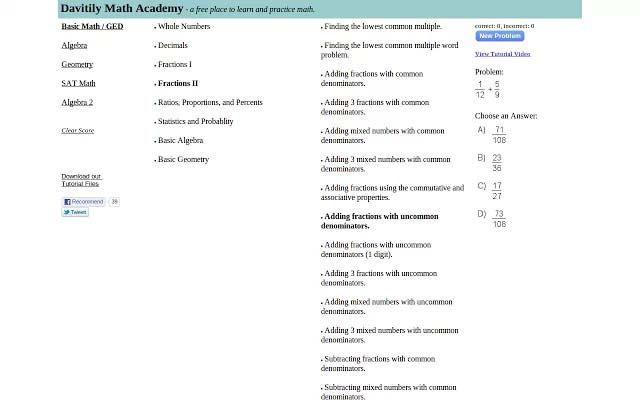 Davitily Math Academy - a free place to learn and practice math.
Basic Math / GED
Algebra
Geometry
SAT Math
Algebra 2
Clear Score
Download out
Tutorial Files
Recommend 39
Tweet
Whole Numbers
Decimals
Fractions I
Fractions II
Ratios, Proportions, and Percents
Statistics and Probablity
Basic Algebra
Basic Geometry
Finding the lowest common multiple.
Finding the lowest common multiple word
problem.
Adding fractions with common
denominators.
Adding 3 fractions with common
denominators.
Adding mixed numbers with common
denominators.
Adding 3 mixed numbers with common
denominators.
Adding fractions using the commutative and
associative properties.
Adding fractions with uncommon
denominators.
Adding fractions with uncommon
denominators (1 digit).
Adding 3 fractions with uncommon
denominators.
Adding mixed numbers with uncommon
denominators.
Adding 3 mixed numbers with uncommon
denominators.
Subtracting fractions with common
denominators.
Subtracting mixed numbers with common
denominators.
correct: 0, incorrect: 0
New Problem
View Tutorial Video
Problem:
1/12 + 5/9
Choose an Answer:
A) 71/108
B) 23/36
C) 17/27
D) 73/108